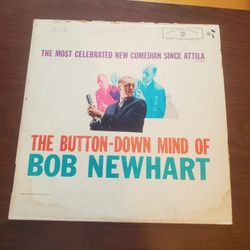 THE MOST CELEBRATED NEW COMEDIAN SINCE ATTILA
THE BUTTON-DOWN MIND OF
BOB NEWHART